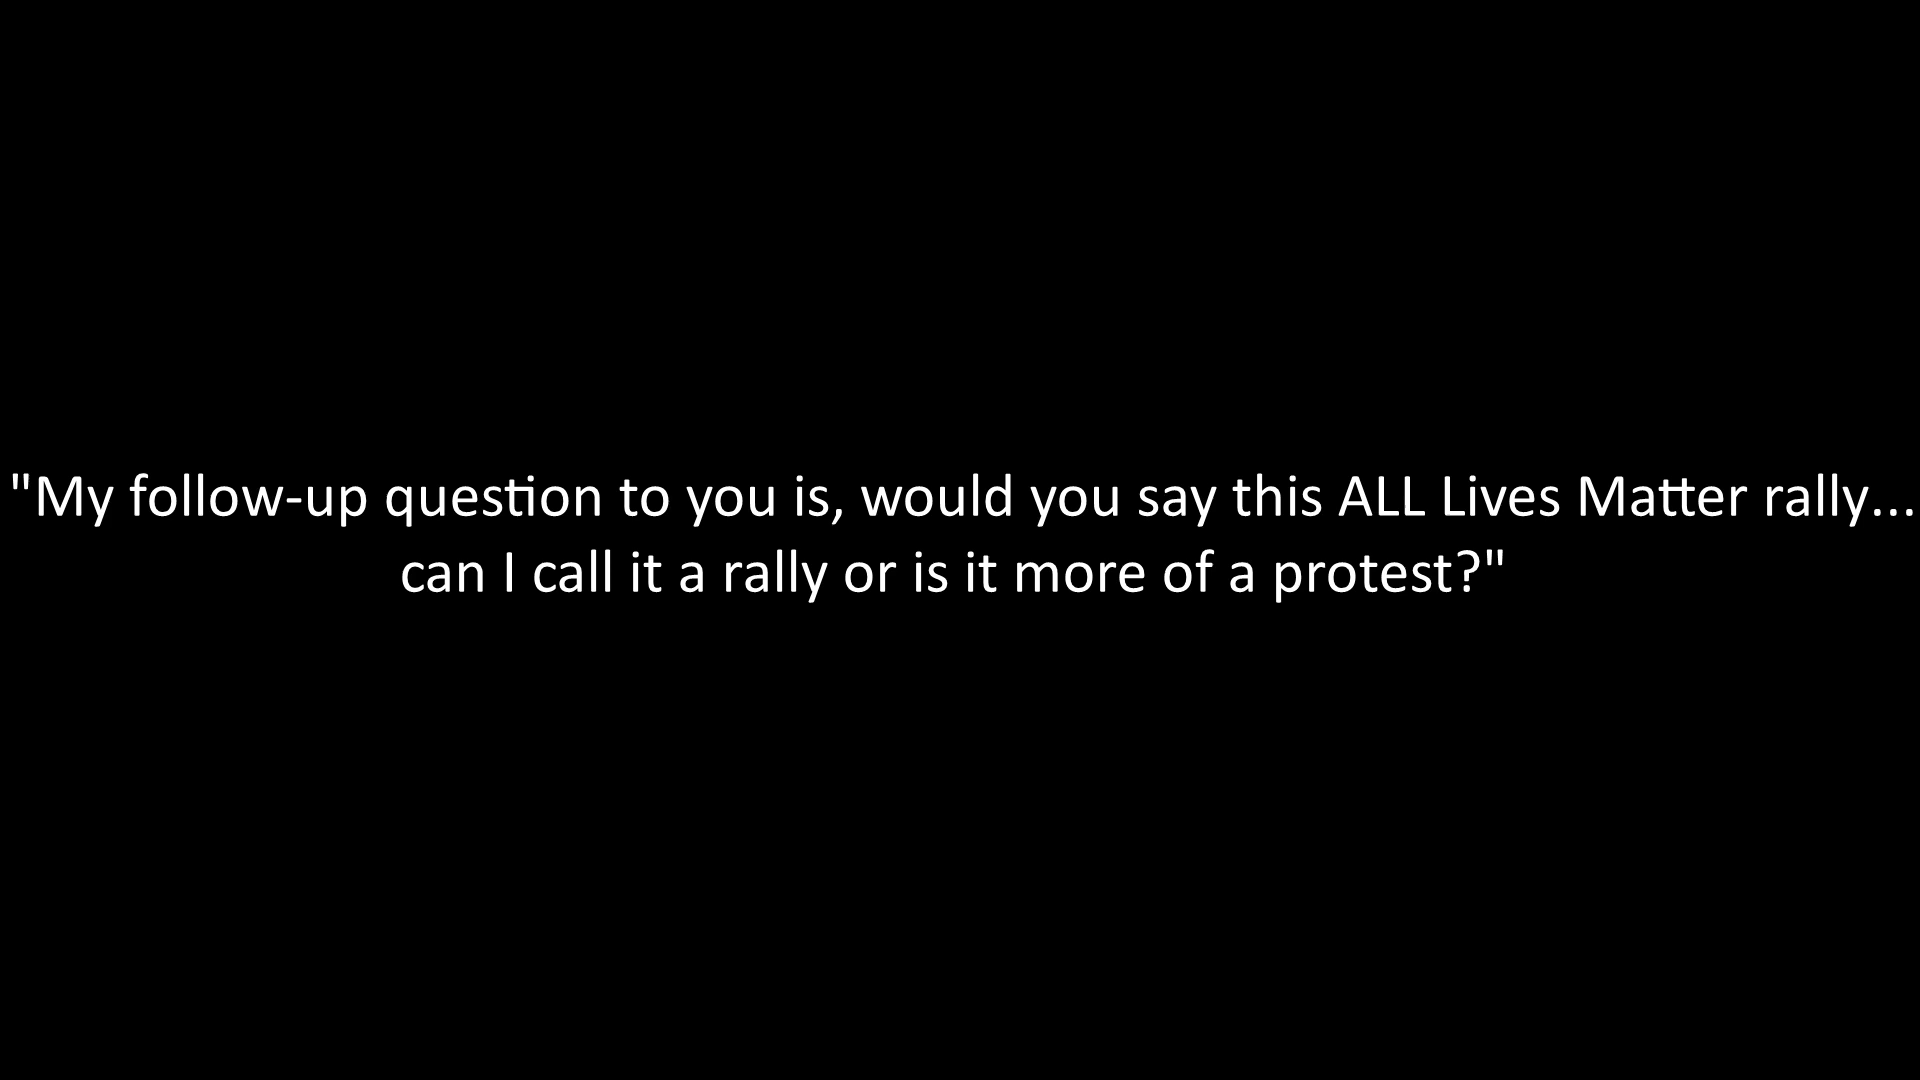 "My follow-up question to you is, would you say this ALL Lives Matter rally...
can I call it a rally or is it more of a protest?"